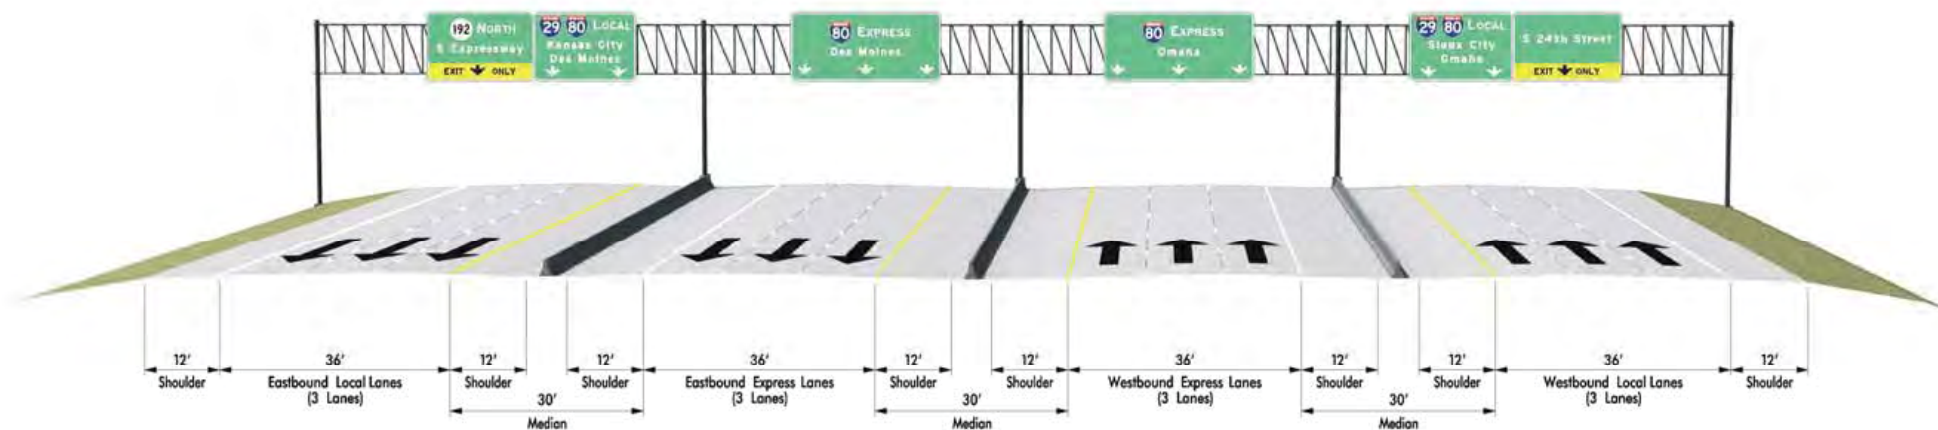 192 NORTH
S Expressway
EXIT ONLY
29 80 LOCAL
Kansas City
Des Moines
80 EXPRESS
Des Moines
80 EXPRESS
Omaha
29 80 LOCAL
Sioux City
Omaha
S 24th Street
EXIT ONLY
12'
Shoulder
36'
Eastbound Local Lanes
(3 Lanes)
12'
Shoulder
30'
Median
12'
Shoulder
36'
Eastbound Express Lanes
(3 Lanes)
12'
Shoulder
30'
Median
12'
Shoulder
36'
Westbound Express Lanes
(3 Lanes)
12'
Shoulder
30'
Median
12'
Shoulder
36'
Westbound Local Lanes
(3 Lanes)
12'
Shoulder